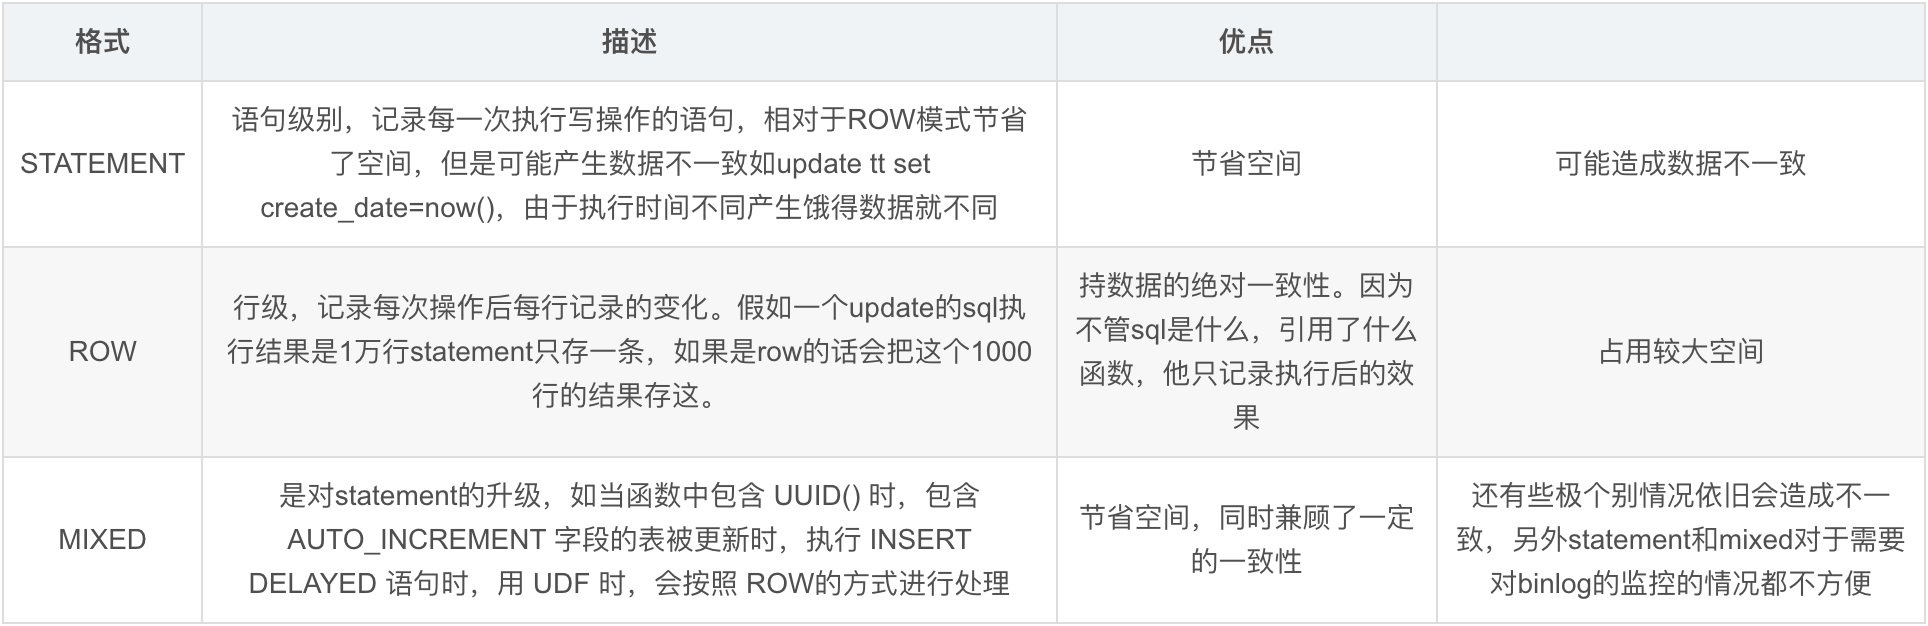 格式
描述
优点
STATEMENT
语句级别，记录每一次执行写操作的语句，相对于ROW模式节省
了空间，但是可能产生数据不一致如update tt set
create_date=now()，由于执行时间不同产生饿得数据就不同
节省空间
可能造成数据不一致
ROW
行级，记录每次操作后每行记录的变化。假如一个update的sql执
行结果是1万行statement只存一条，如果是row的话会把这个1000
行的结果存这。
持数据的绝对一致性。因为
不管sql是什么，引用了什么
函数，他只记录执行后的效
果
占用较大空间
MIXED
是对statement的升级，如当函数中包含 UUID() 时，包含
AUTO_INCREMENT 字段的表被更新时，执行 INSERT
DELAYED 语句时，用 UDF 时，会按照 ROW的方式进行处理
节省空间，同时兼顾了一定
的一致性
还有些极个别情况依旧会造成不一
致，另外statement和mixed对于需要
对binlog的监控的情况都不方便